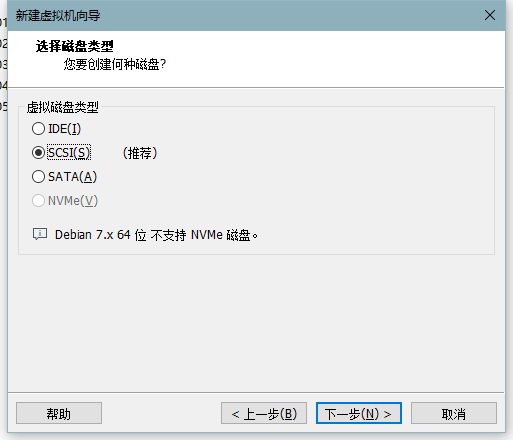 新建虚拟机向导
选择磁盘类型
您要创建何种磁盘?
虚拟磁盘类型
IDE(I)
SCSI(S) (推荐)
SATA(A)
NVMe(V)
Debian 7.x 64 位 不支持 NVMe 磁盘。
帮助 < 上一步(B) 下一步(N) > 取消